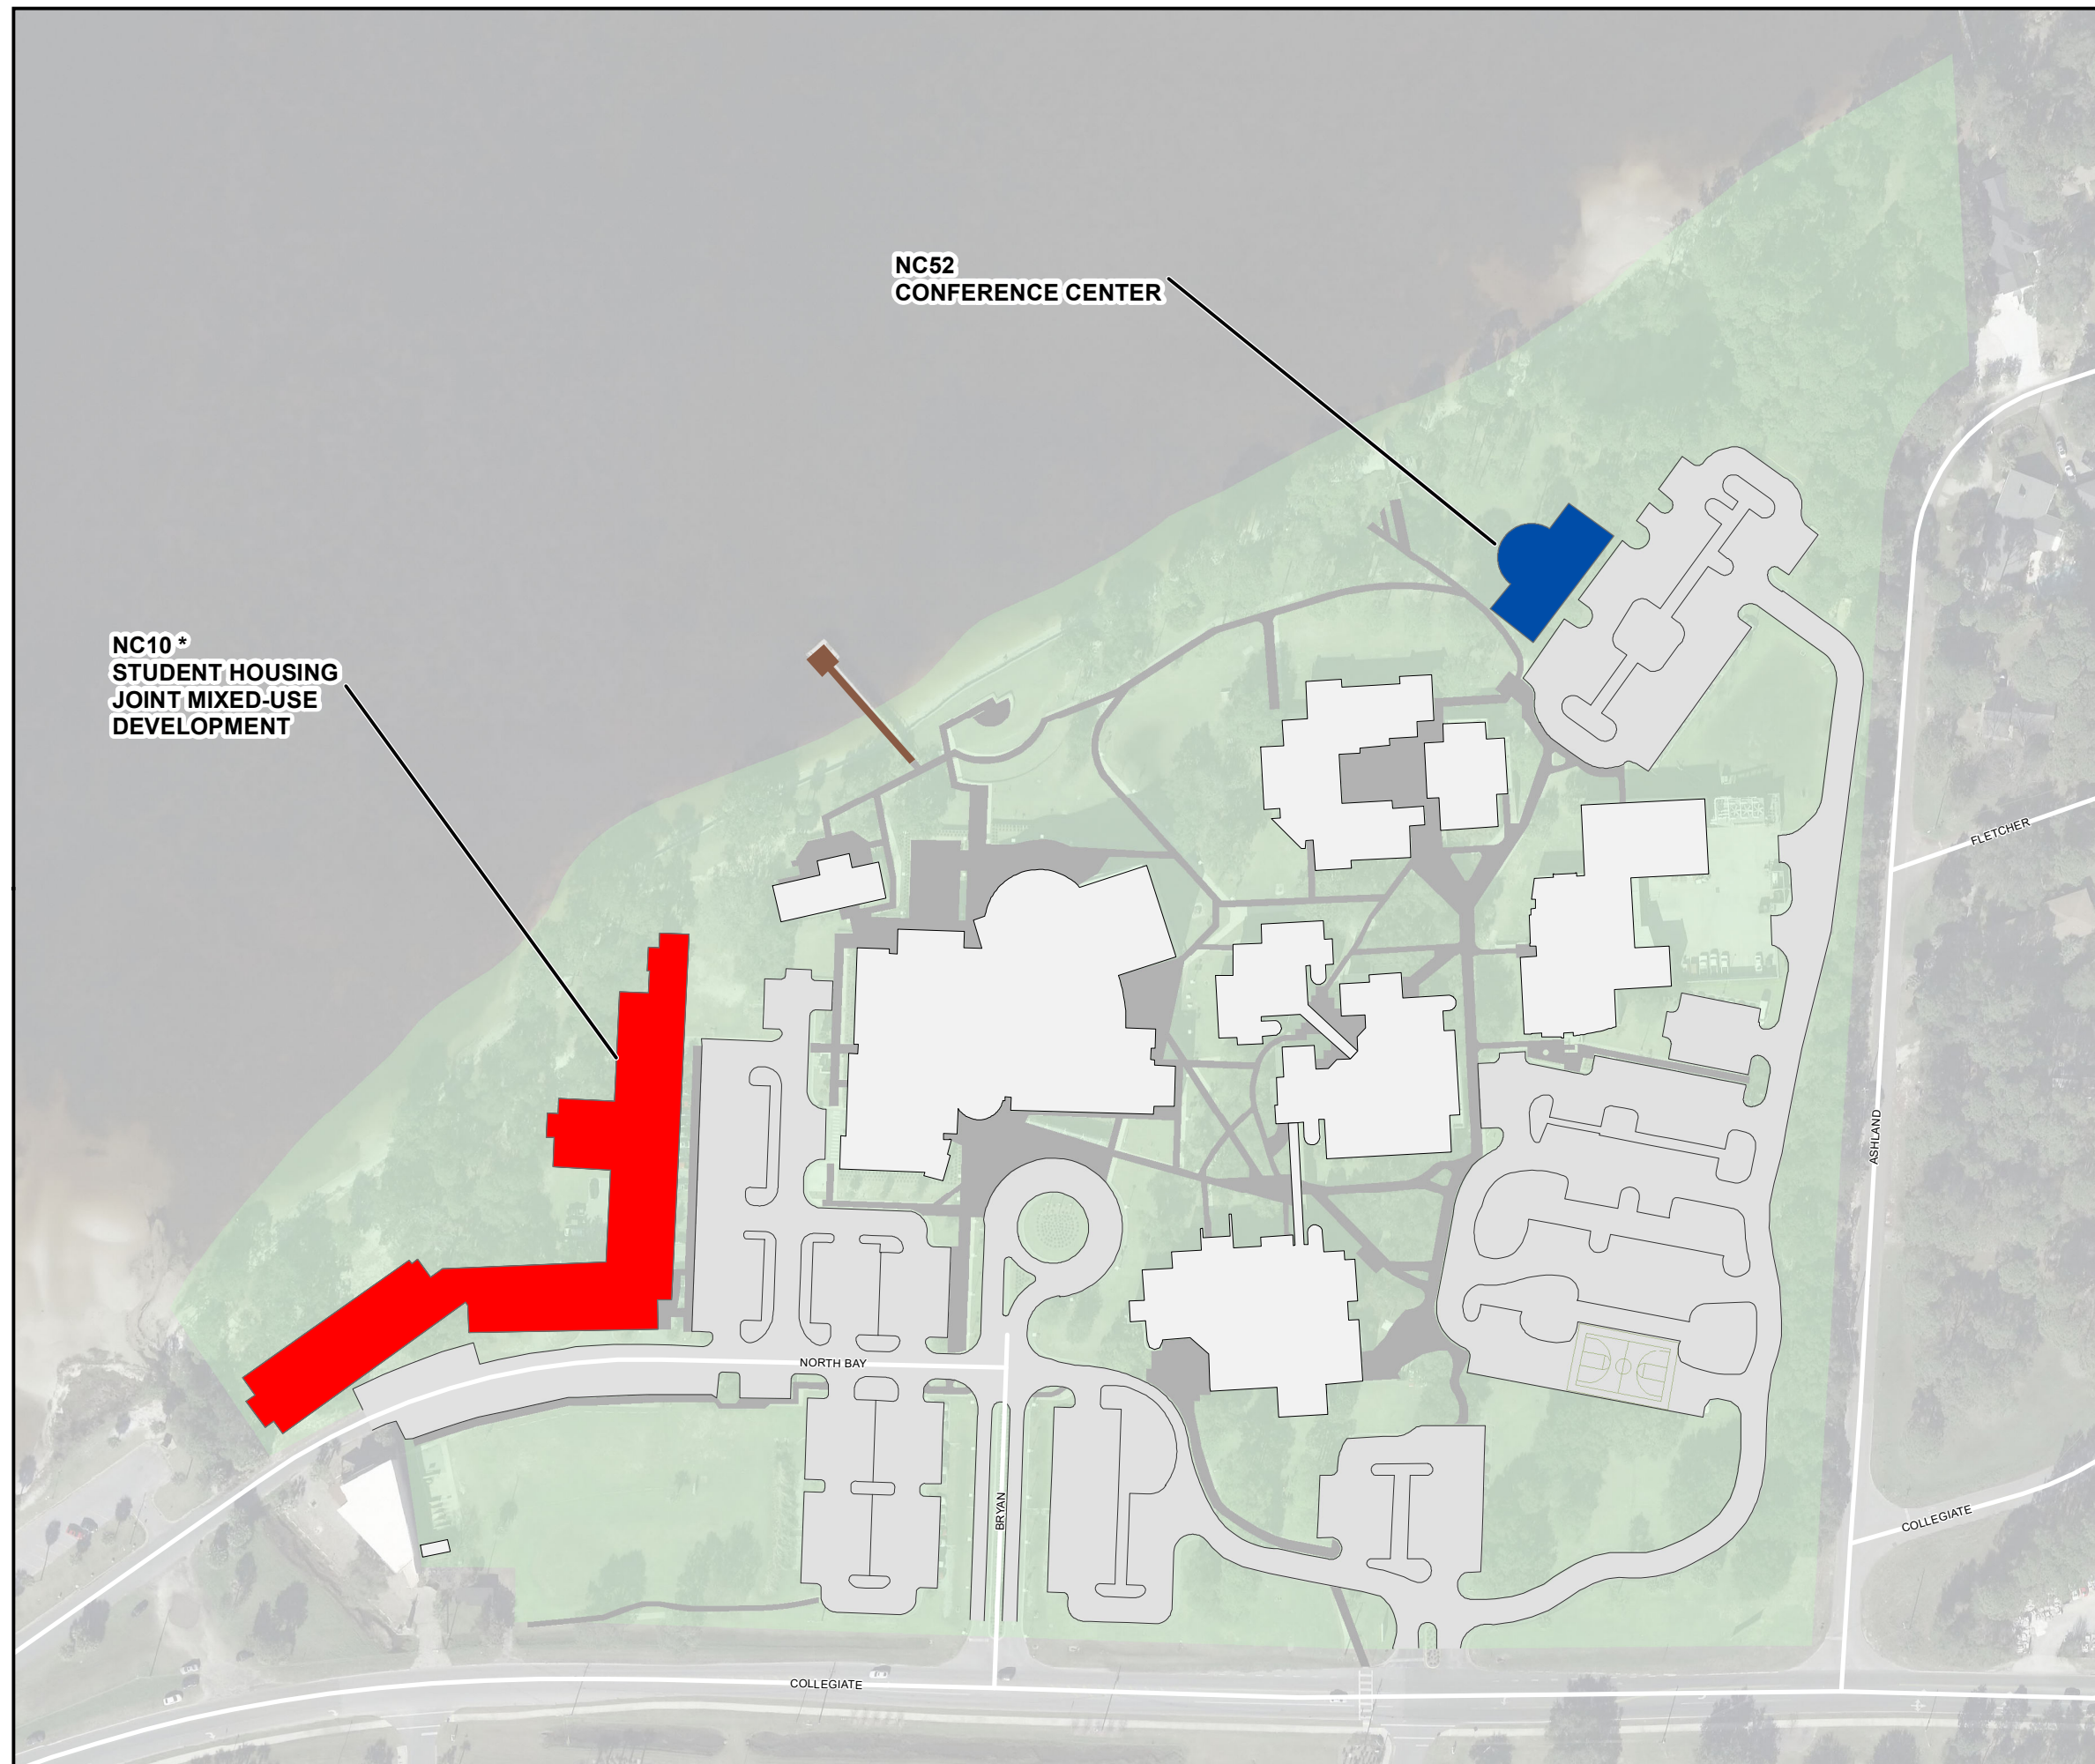 NC52
CONFERENCE CENTER
NC10 *
STUDENT HOUSING
JOINT MIXED-USE
DEVELOPMENT
FLETCHER
ASHLAND
NORTH BAY
BRYAN
COLLEGIATE
COLLEGIATE